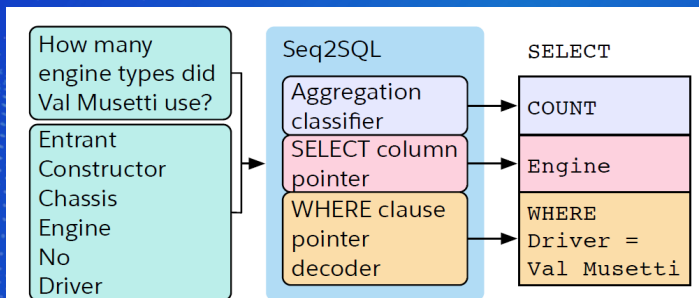 How many
engine types did
Val Musetti use?
Entrant
Constructor
Chassis
Engine
No
Driver
Seq2SQL
Aggregation
classifier
SELECT column
pointer
WHERE clause
pointer
decoder
SELECT
COUNT
Engine
WHERE
Driver =
Val Musetti